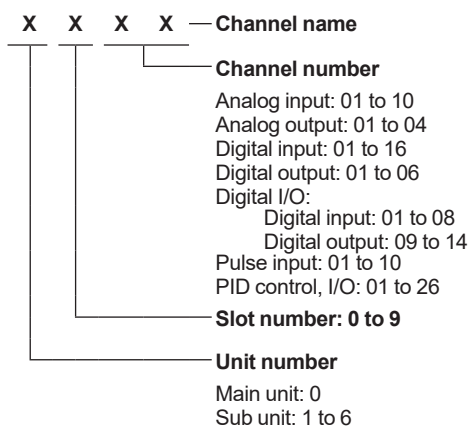 X X X X Channel name
Channel number
Analog input: 01 to 10
Analog output: 01 to 04
Digital input: 01 to 16
Digital output: 01 to 06
Digital I/O:
Digital input: 01 to 08
Digital output: 09 to 14
Pulse input: 01 to 10
PID control, I/O: 01 to 26
Slot number: 0 to 9
Unit number
Main unit: 0
Sub unit: 1 to 6